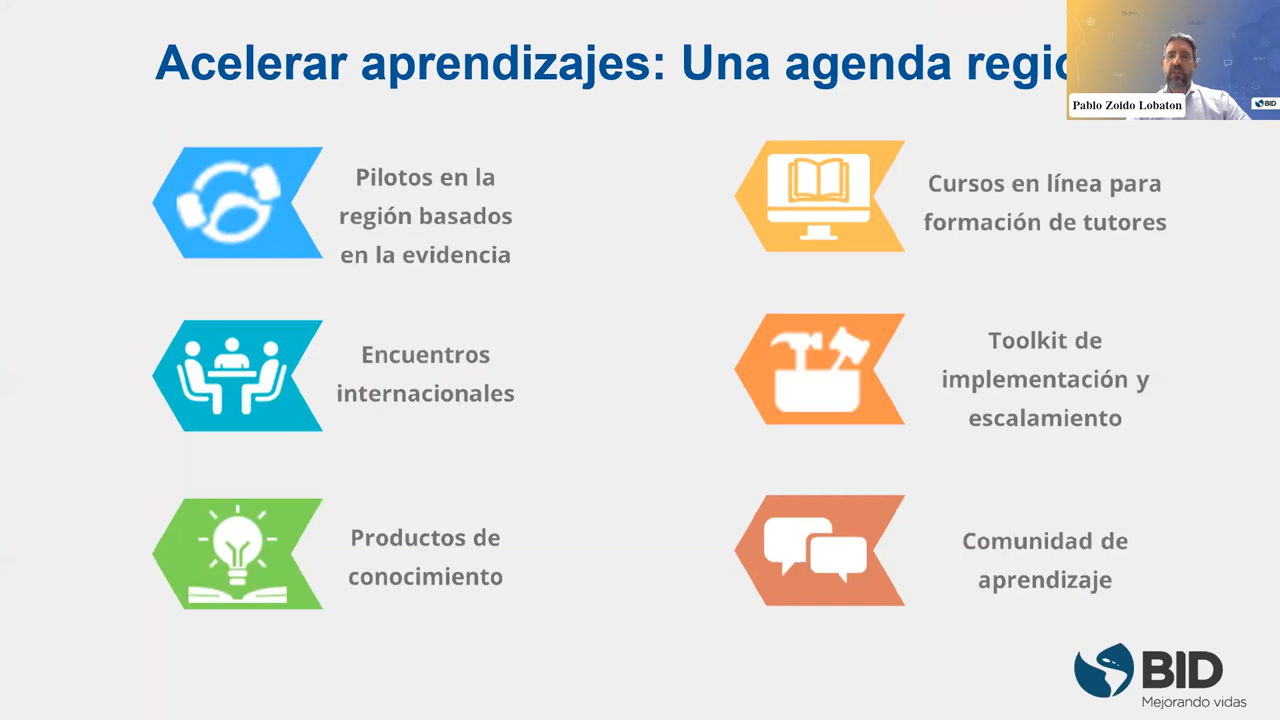 Acelerar aprendizajes: Una agenda
Pablo Zoido Lobaton
BID
Pilotos en la
región basados
en la evidencia
Cursos en línea para
formación de tutores
Encuentros
internacionales
Toolkit de
implementación y
escalamiento
Productos de
conocimiento
Comunidad de
aprendizaje
BID
Mejorando vidas